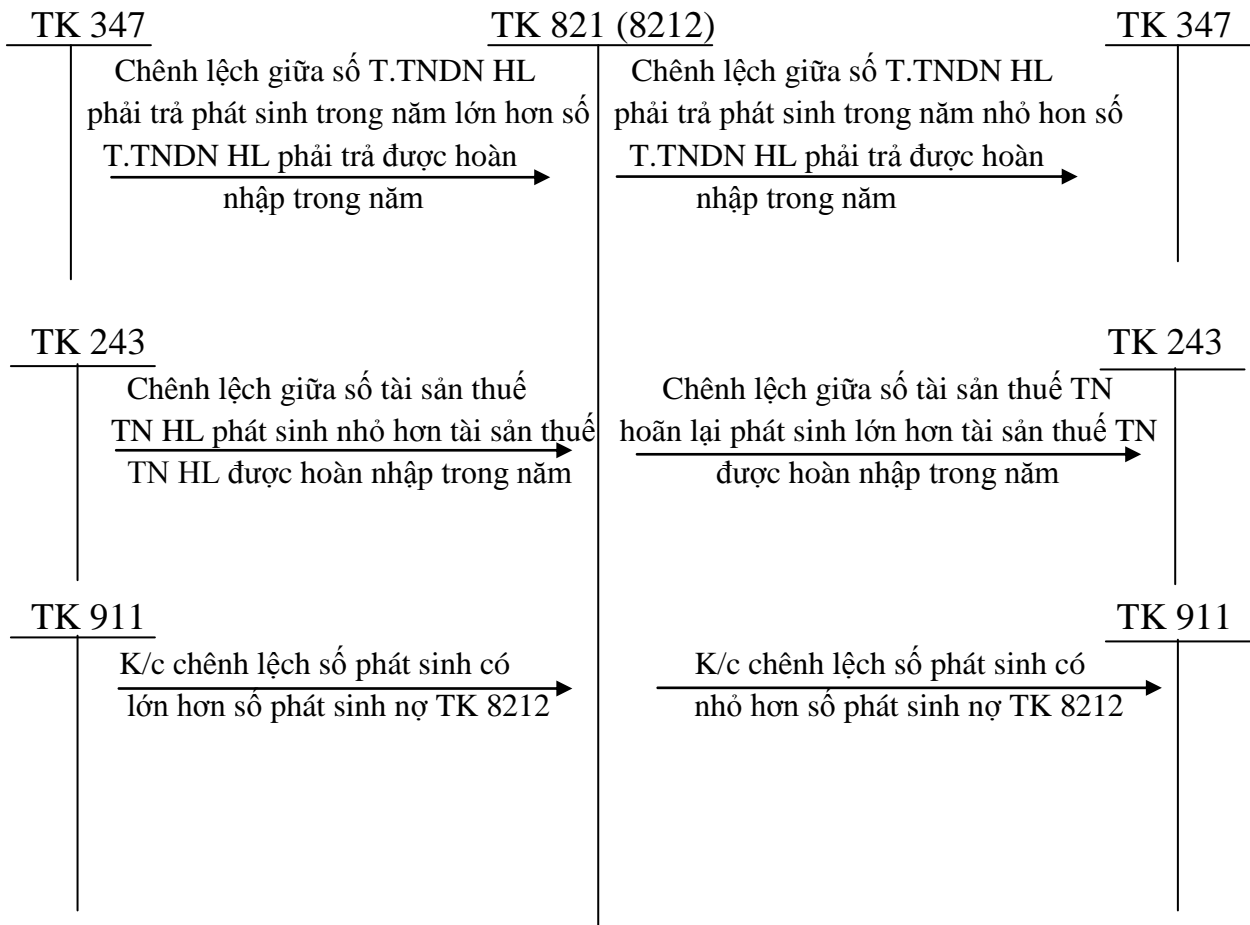 TK 347
TK 821 (8212)
TK 347
Chênh lệch giữa số T.TNDN HL
phải trả phát sinh trong năm lớn hơn số
T.TNDN HL phải trả được hoàn
nhập trong năm
Chênh lệch giữa số T.TNDN HL
phải trả phát sinh trong năm nhỏ hon số
T.TNDN HL phải trả được hoàn
nhập trong năm
TK 243
TK 243
Chênh lệch giữa số tài sản thuế
TN HL phát sinh nhỏ hơn tài sản thuế
TN HL được hoàn nhập trong năm
Chênh lệch giữa số tài sản thuế TN
hoãn lại phát sinh lớn hơn tài sản thuế TN
được hoàn nhập trong năm
TK 911
TK 911
K/c chênh lệch số phát sinh có
lớn hơn số phát sinh nợ TK 8212
K/c chênh lệch số phát sinh có
nhỏ hơn số phát sinh nợ TK 8212